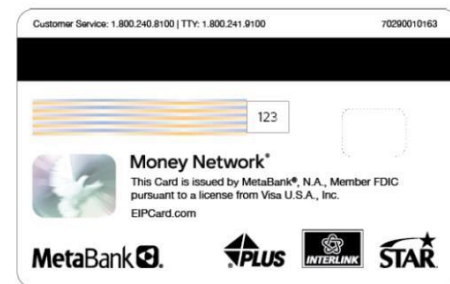 Customer Service: 1.800.240.8100 | TTY: 1.800.241.9100 70290010163
123
Money Network®
This Card is issued by MetaBank®, N.A., Member FDIC
pursuant to a license from Visa U.S.A., Inc.
EIPCard.com
MetaBank®. PLUS INTERLINK STAR